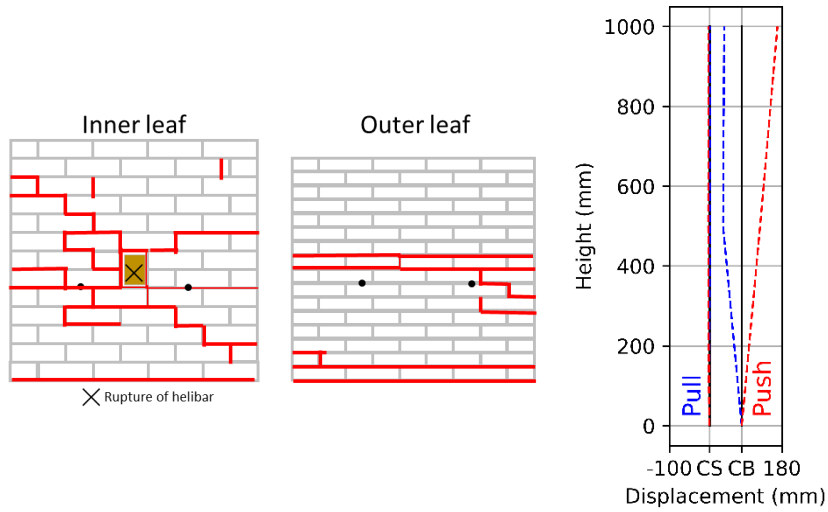 Inner leaf
Outer leaf
Rupture of helibar
Height (mm)
1000
800
600
400
200
0
Pull
Push
-100 CS CB 180
Displacement (mm)